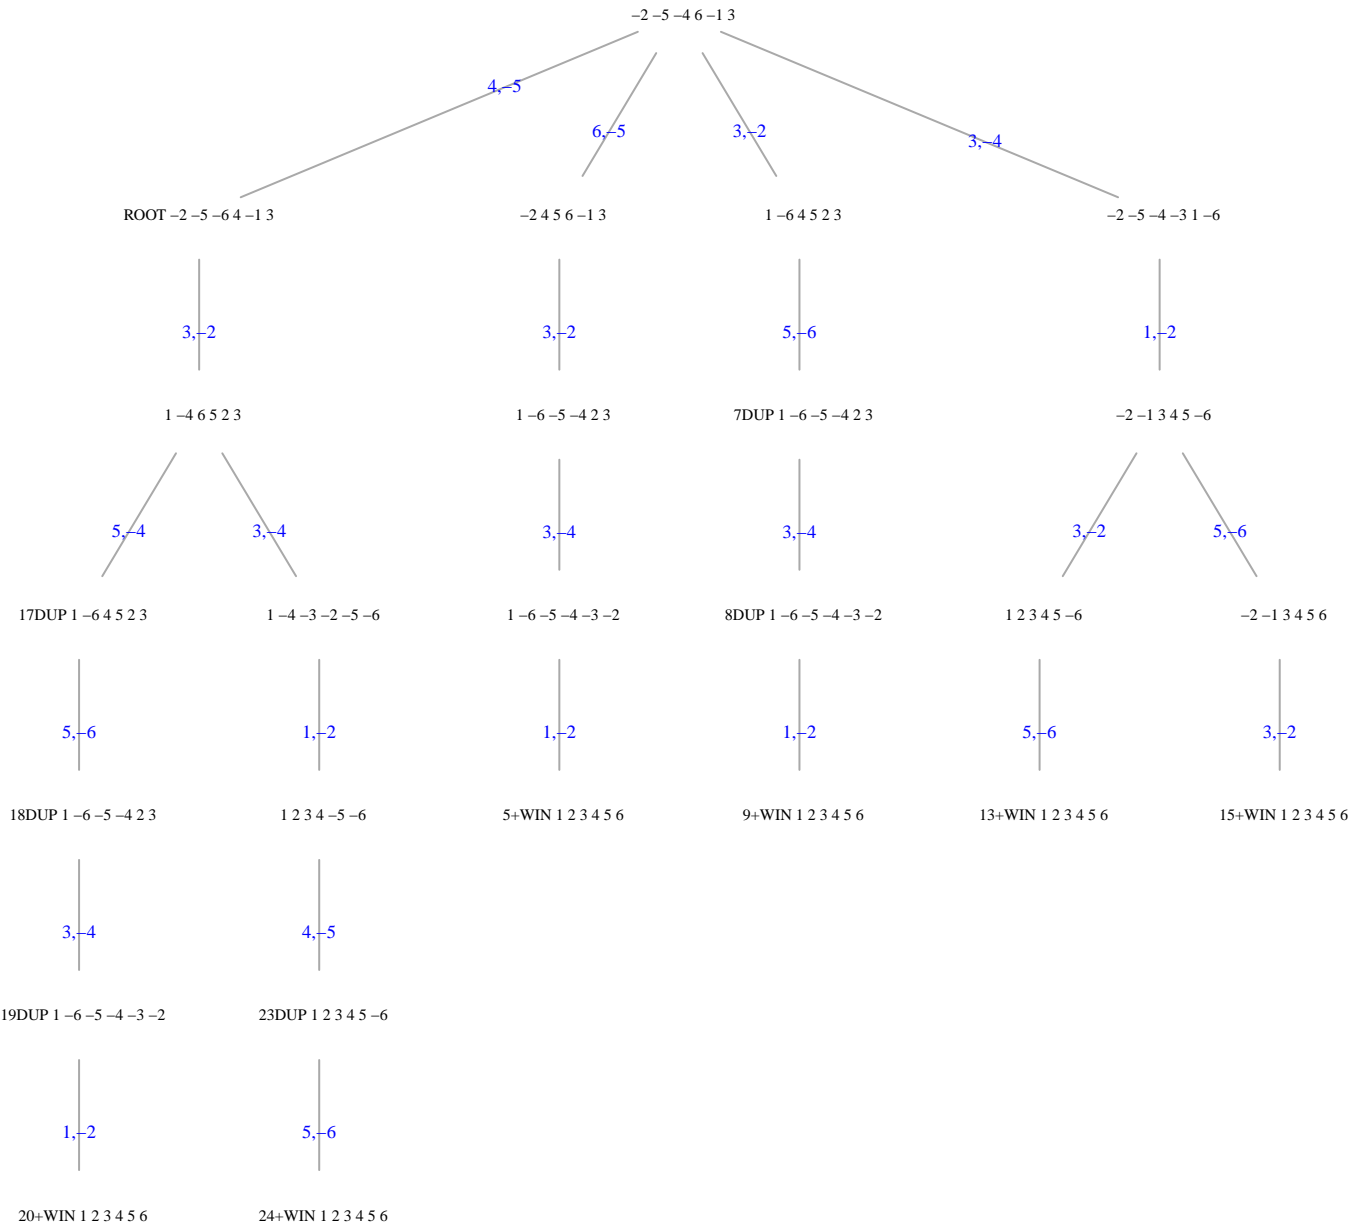 −2 −5 −4 6 −1 3
4,−5
6,−5
3,−2
3,−4
ROOT −2 −5 −6 4 −1 3
−2 4 5 6 −1 3
1 −6 4 5 2 3
−2 −5 −4 −3 1 −6
3,−2
3,−2
5,−6
1,−2
1 −4 6 5 2 3
1 −6 −5 −4 2 3
7DUP 1 −6 −5 −4 2 3
−2 −1 3 4 5 −6
5,−4
3,−4
3,−4
3,−4
3,−2
5,−6
17DUP 1 −6 4 5 2 3
1 −4 −3 −2 −5 −6
1 −6 −5 −4 −3 −2
8DUP 1 −6 −5 −4 −3 −2
1 2 3 4 5 −6
−2 −1 3 4 5 6
5,−6
1,−2
1,−2
1,−2
5,−6
3,−2
18DUP 1 −6 −5 −4 2 3
1 2 3 4 −5 −6
5+WIN 1 2 3 4 5 6
9+WIN 1 2 3 4 5 6
13+WIN 1 2 3 4 5 6
15+WIN 1 2 3 4 5 6
3,−4
4,−5
19DUP 1 −6 −5 −4 −3 −2
23DUP 1 2 3 4 5 −6
1,−2
5,−6
20+WIN 1 2 3 4 5 6
24+WIN 1 2 3 4 5 6